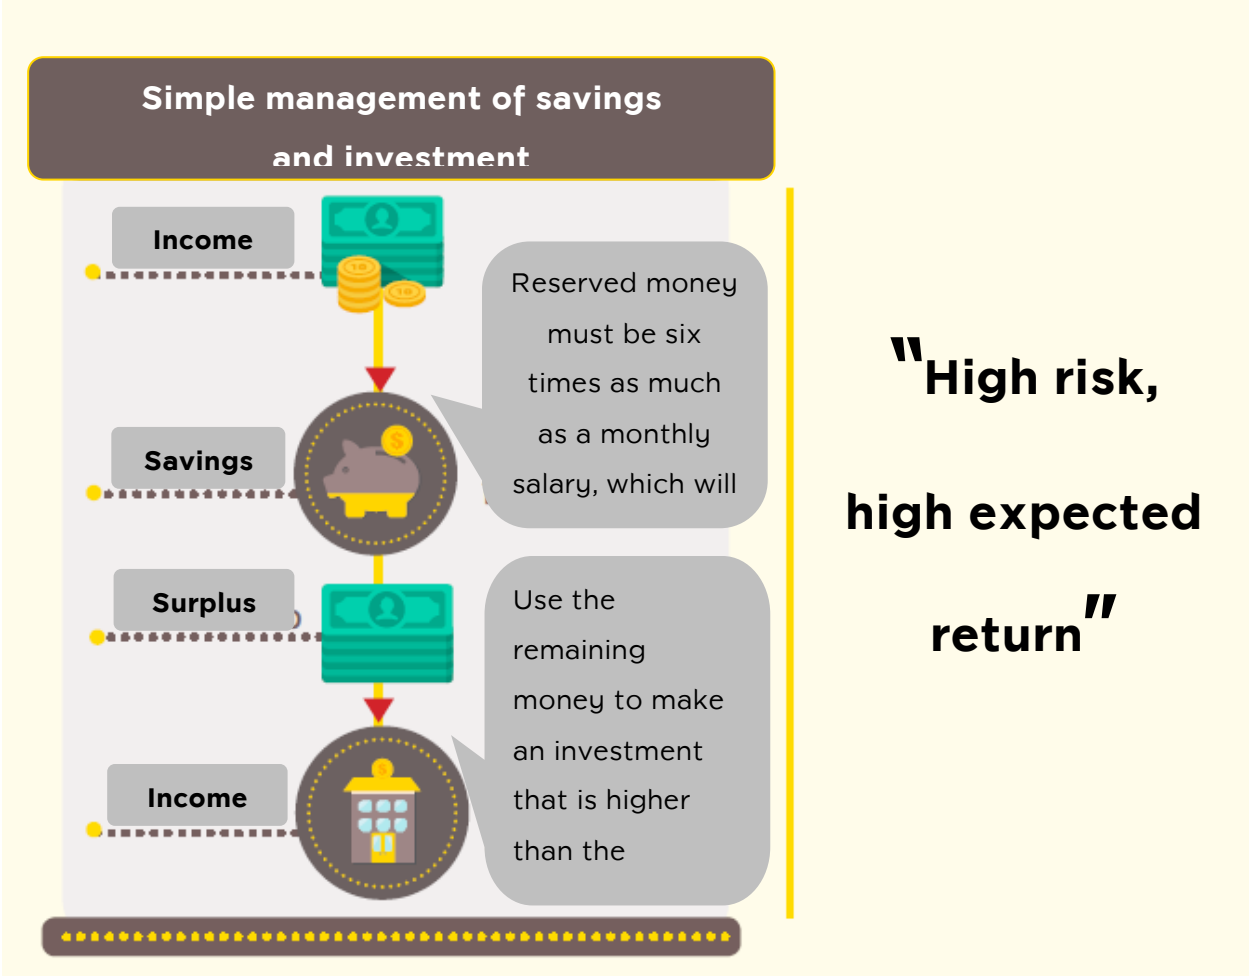 Simple management of savings
and investment
Income
Reserved money
must be six
times as much
as a monthly
salary, which will
Savings
Surplus
Use the
remaining
money to make
an investment
that is higher
than the
Income
"High risk,
high expected
return"